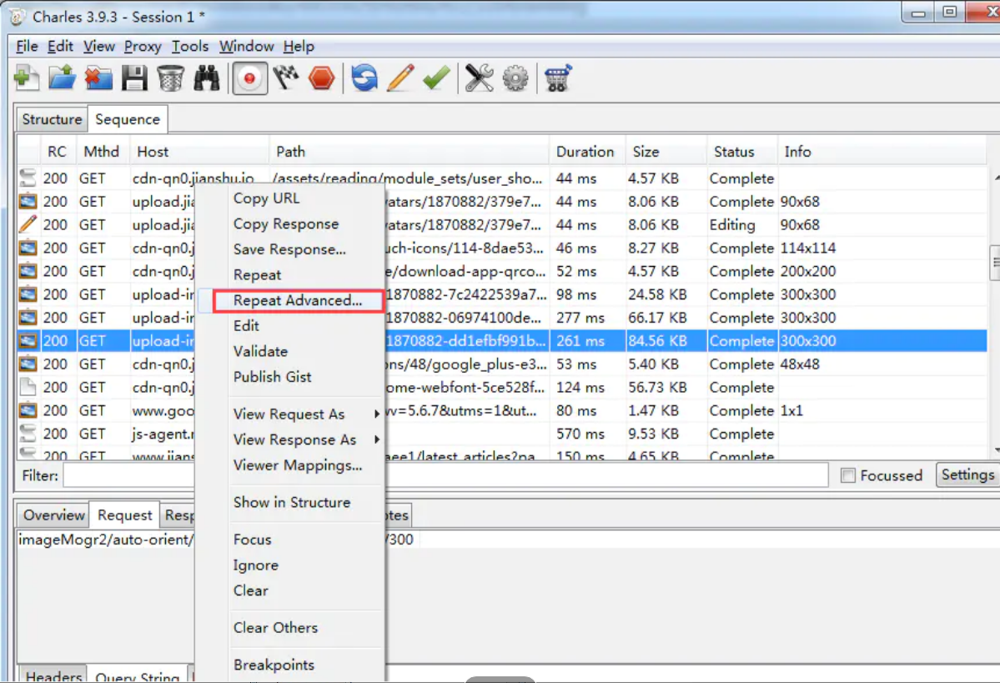 Charles 3.9.3 - Session 1 *
File Edit View Proxy Tools Window Help
Structure Sequence
RC Mthd Host Path Duration Size Status Info
200 GET cdn-qn0.jianshu.io /assets/reading/module_sets/user_sho... 44 ms 4.57 KB Complete
Copy URL
200 GET upload.jia vatars/1870882/379e7... 44 ms 8.06 KB Complete 90x68
Copy Response
200 GET upload.jia vatars/1870882/379e7... 44 ms 8.06 KB Editing 90x68
Save Response...
200 GET cdn-qn0.j uch-icons/114-8dae53... 46 ms 8.27 KB Complete 114x114
Repeat
200 GET cdn-qn0.j e/download-app-qrco... 52 ms 4.57 KB Complete 200x200
Repeat Advanced...
200 GET upload-ir 1870882-7c2422539a7... 98 ms 24.58 KB Complete 300x300
200 GET upload-ir 1870882-06974100de... 277 ms 66.17 KB Complete 300x300
Edit
200 GET upload-ir 1870882-dd1efbf991b... 261 ms 84.56 KB Complete 300x300
Validate
200 GET cdn-qn0.j ons/48/google_plus-e3... 53 ms 5.40 KB Complete 48x48
Publish Gist
200 GET cdn-qn0.j ome-webfont-5ce528f... 124 ms 56.73 KB Complete
200 GET www.goo vv=5.6.7&utms=1&ut... 80 ms 1.47 KB Complete 1x1
View Request As
200 GET js-agent.r 570 ms 9.53 KB Complete
View Response As
200 GET www.jians aee1/latest_articles?pa... 150 ms 4.65 KB Complete
Viewer Mappings...
Filter: Focussed Settings
Show in Structure
Overview Request Resp otes
imageMogr2/auto-orient/ /300
Focus
Ignore
Clear
Clear Others
Breakpoints
Headers Query String